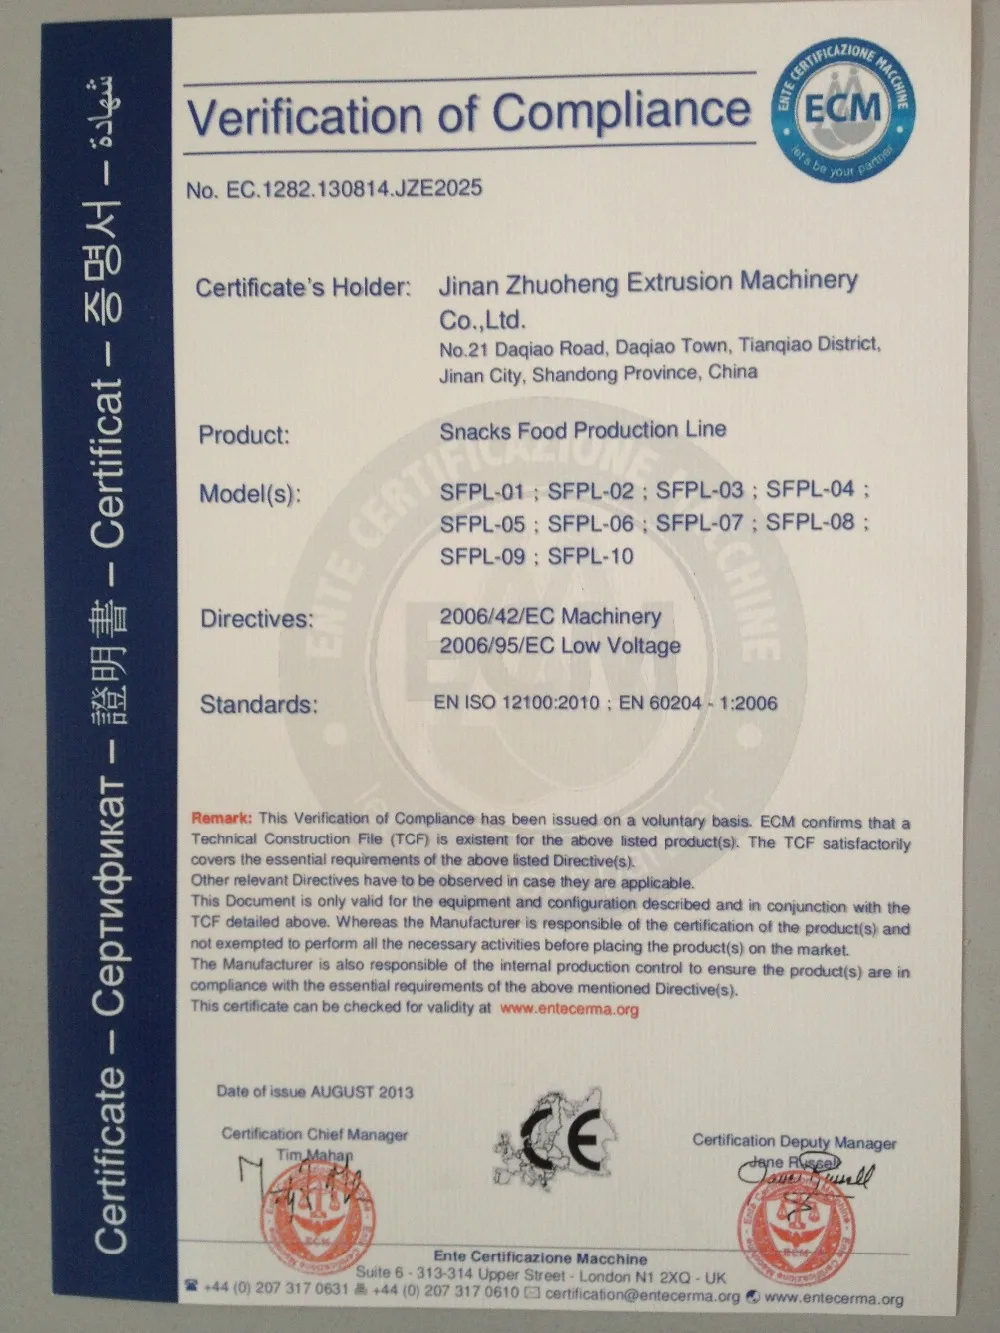 Certificate – Сертификат – 證明書 – Certificat – 증명서 – شهادة
Verification of Compliance
ENTE CERTIFICAZIONE MACCHINE
ECM
let's be your partner
No. EC.1282.130814.JZE2025
Certificate's Holder: Jinan Zhuoheng Extrusion Machinery
Co.,Ltd.
No.21 Daqiao Road, Daqiao Town, Tianqiao District,
Jinan City, Shandong Province, China
Product: Snacks Food Production Line
Model(s): SFPL-01 ; SFPL-02 ; SFPL-03 ; SFPL-04 ;
SFPL-05 ; SFPL-06 ; SFPL-07 ; SFPL-08 ;
SFPL-09 ; SFPL-10
Directives: 2006/42/EC Machinery
2006/95/EC Low Voltage
Standards: EN ISO 12100:2010 ; EN 60204 - 1:2006
ENTE CERTIFICAZIONE MACCHINE
ECM
Remark: This Verification of Compliance has been issued on a voluntary basis. ECM confirms that a
Technical Construction File (TCF) is existent for the above listed product(s). The TCF satisfactorily
covers the essential requirements of the above listed Directive(s).
Other relevant Directives have to be observed in case they are applicable.
This Document is only valid for the equipment and configuration described and in conjunction with the
TCF detailed above. Whereas the Manufacturer is responsible of the certification of the product(s) and
not exempted to perform all the necessary activities before placing the product(s) on the market.
The Manufacturer is also responsible of the internal production control to ensure the product(s) are in
compliance with the essential requirements of the above mentioned Directive(s).
This certificate can be checked for validity at www.entecerma.org
Date of issue AUGUST 2013
Certification Chief Manager
Tim Mahan
CE
Certification Deputy Manager
Jane Russell
Jane Russell
ECM
ECM
Ente Certificazione Macchine
Suite 6 - 313-314 Upper Street - London N1 2XQ - UK
☎ +44 (0) 207 317 0631 +44 (0) 207 317 0610 certification@entecerma.org www.entecerma.org